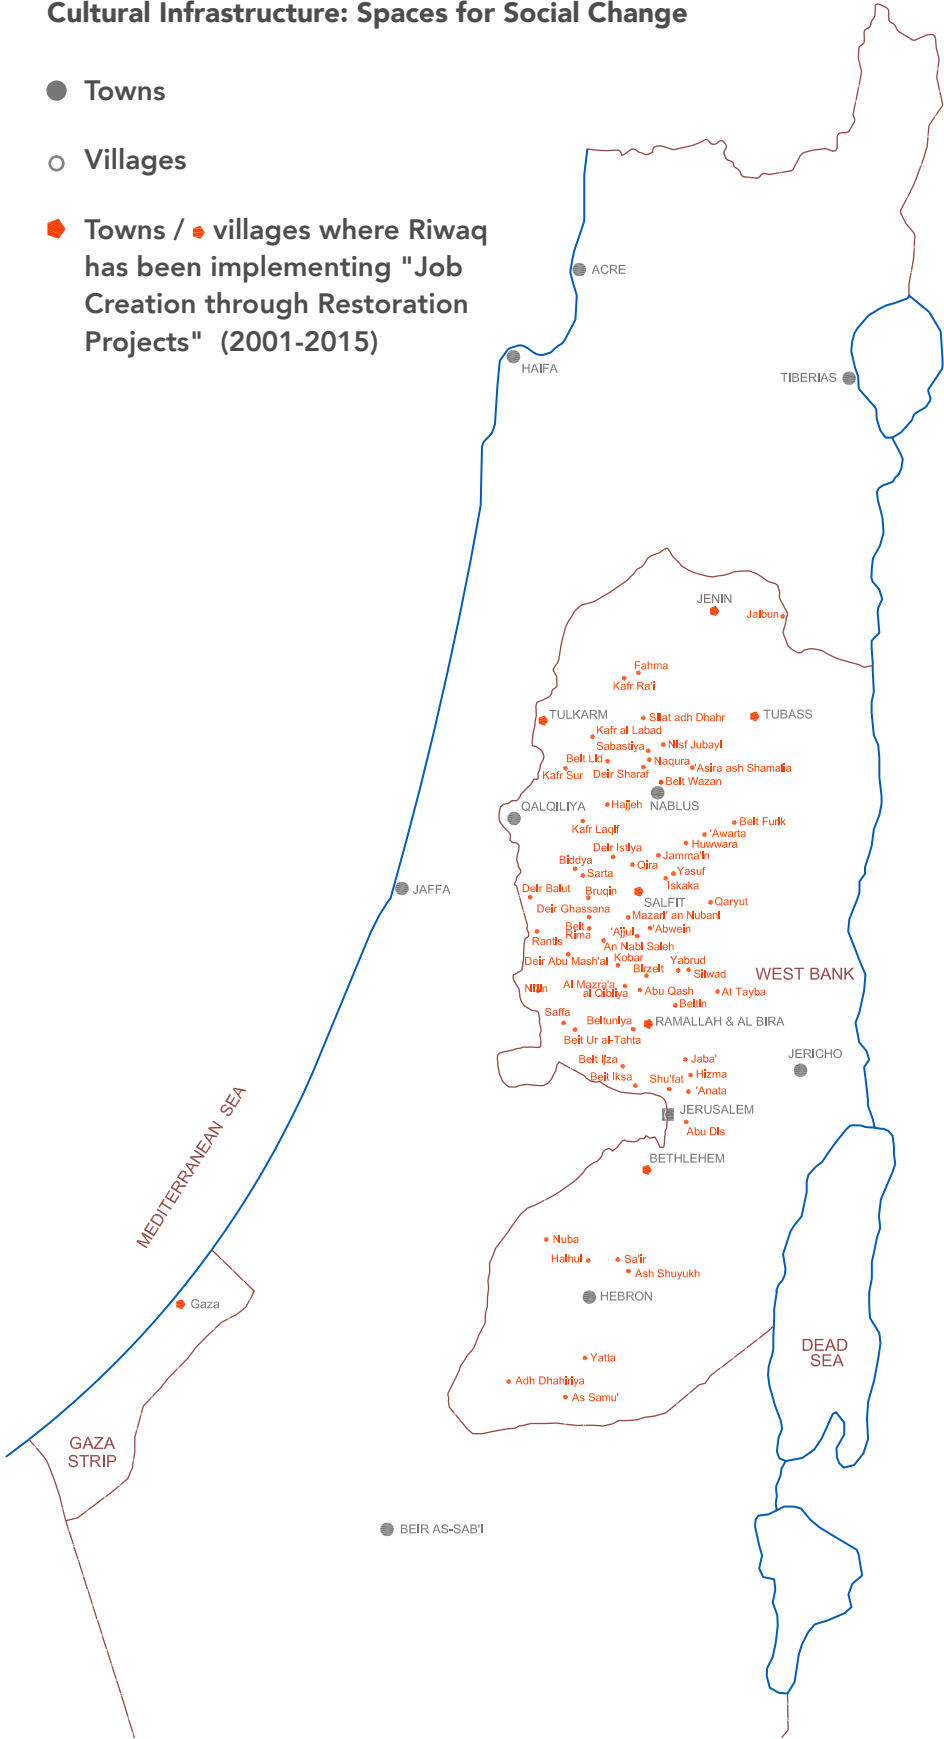 Cultural Infrastructure: Spaces for Social Change
Towns
Villages
Towns / villages where Riwaq
has been implementing "Job
Creation through Restoration
Projects" (2001-2015)
ACRE
HAIFA
TIBERIAS
JENIN
Jalbun
Fahma
Kafr Ra'i
TULKARM
Silat adh Dhahr
TUBASS
Kafr al Labad
Sabastiya
Nisf Jubayl
Beit Lid
Naqura
Kafr Sur
Deir Sharaf
'Asira ash Shamalia
Beit Wazan
QALQILIYA
Hajjeh
NABLUS
Kafr Laqif
Beit Furik
'Awarta
Huwwara
Deir Istiya
Jamma'in
Biddya
Qira
Sarta
Yasuf
Iskaka
JAFFA
Deir Balut
Bruqin
SALFIT
Qaryut
Deir Ghassana
Mazari' an Nubani
Beit
Rima
'Ajjul
'Abwein
Rantis
An Nabi Saleh
Deir Abu Mash'al
Kobar
Birzeit
Yabrud
Silwad
WEST BANK
Ni'lin
Al Mazra'a
al Qibliya
Abu Qash
At Tayba
Beitin
Saffa
Beituniya
RAMALLAH & AL BIRA
Beit Ur al-Tahta
JERICHO
Beit Ijza
Jaba'
Beit Iksa
Shu'fat
Hizma
'Anata
JERUSALEM
Abu Dis
MEDITERRANEAN SEA
BETHLEHEM
Nuba
Halhul
Sa'ir
Ash Shuyukh
HEBRON
Gaza
DEAD
SEA
Yatta
Adh Dhahiriya
As Samu'
GAZA
STRIP
BEIR AS-SAB'I